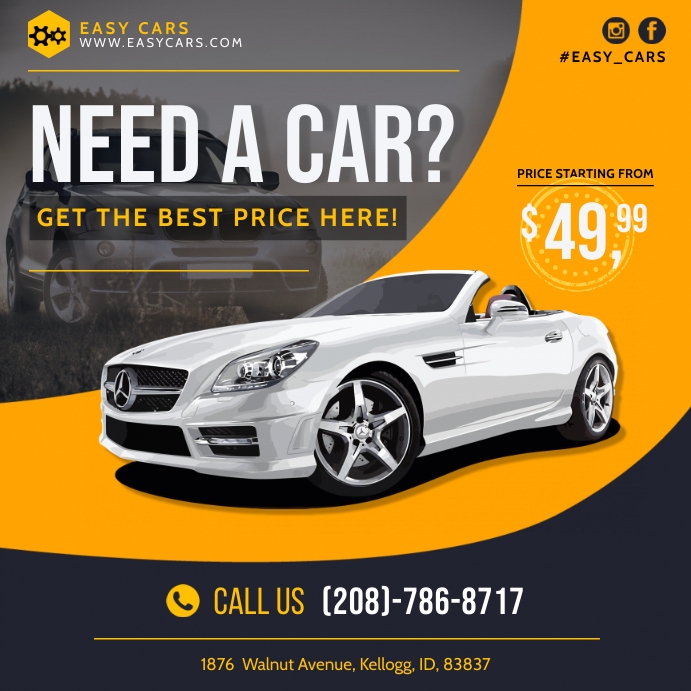 EASY CARS
WWW.EASYCARS.COM
#EASY_CARS
NEED A CAR?
GET THE BEST PRICE HERE!
PRICE STARTING FROM
$49,99
CALL US (208)-786-8717
1876 Walnut Avenue, Kellogg, ID, 83837